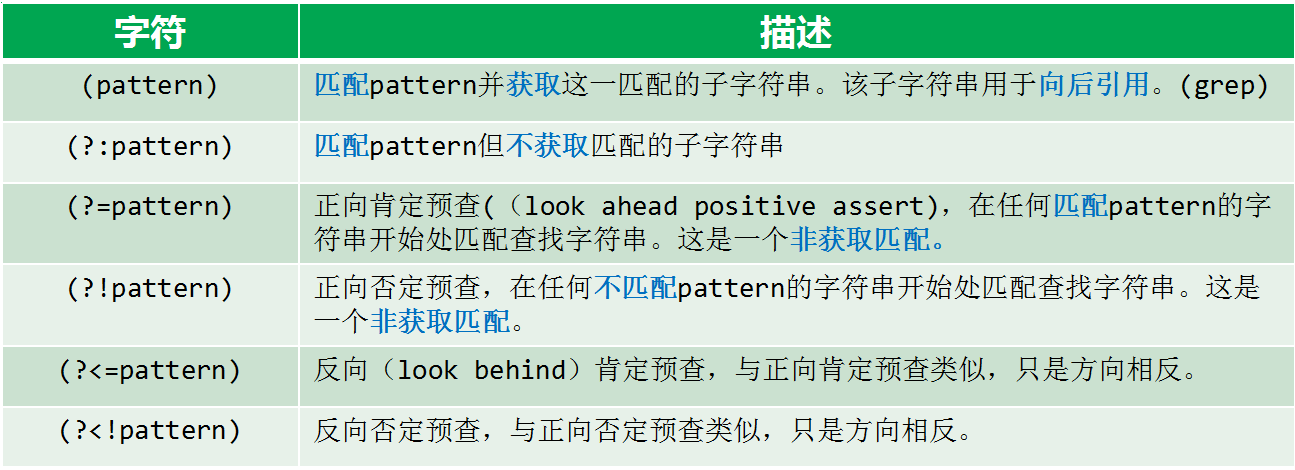 字符 描述
(pattern) 匹配pattern并获取这一匹配的子字符串。该子字符串用于向后引用。(grep)
(?:pattern) 匹配pattern但不获取匹配的子字符串
(?=pattern) 正向肯定预查(（look ahead positive assert)，在任何匹配pattern的字
符串开始处匹配查找字符串。这是一个非获取匹配。
(?!pattern) 正向否定预查，在任何不匹配pattern的字符串开始处匹配查找字符串。这是
一个非获取匹配。
(?<=pattern) 反向（look behind）肯定预查，与正向肯定预查类似，只是方向相反。
(?<!pattern) 反向否定预查，与正向否定预查类似，只是方向相反。